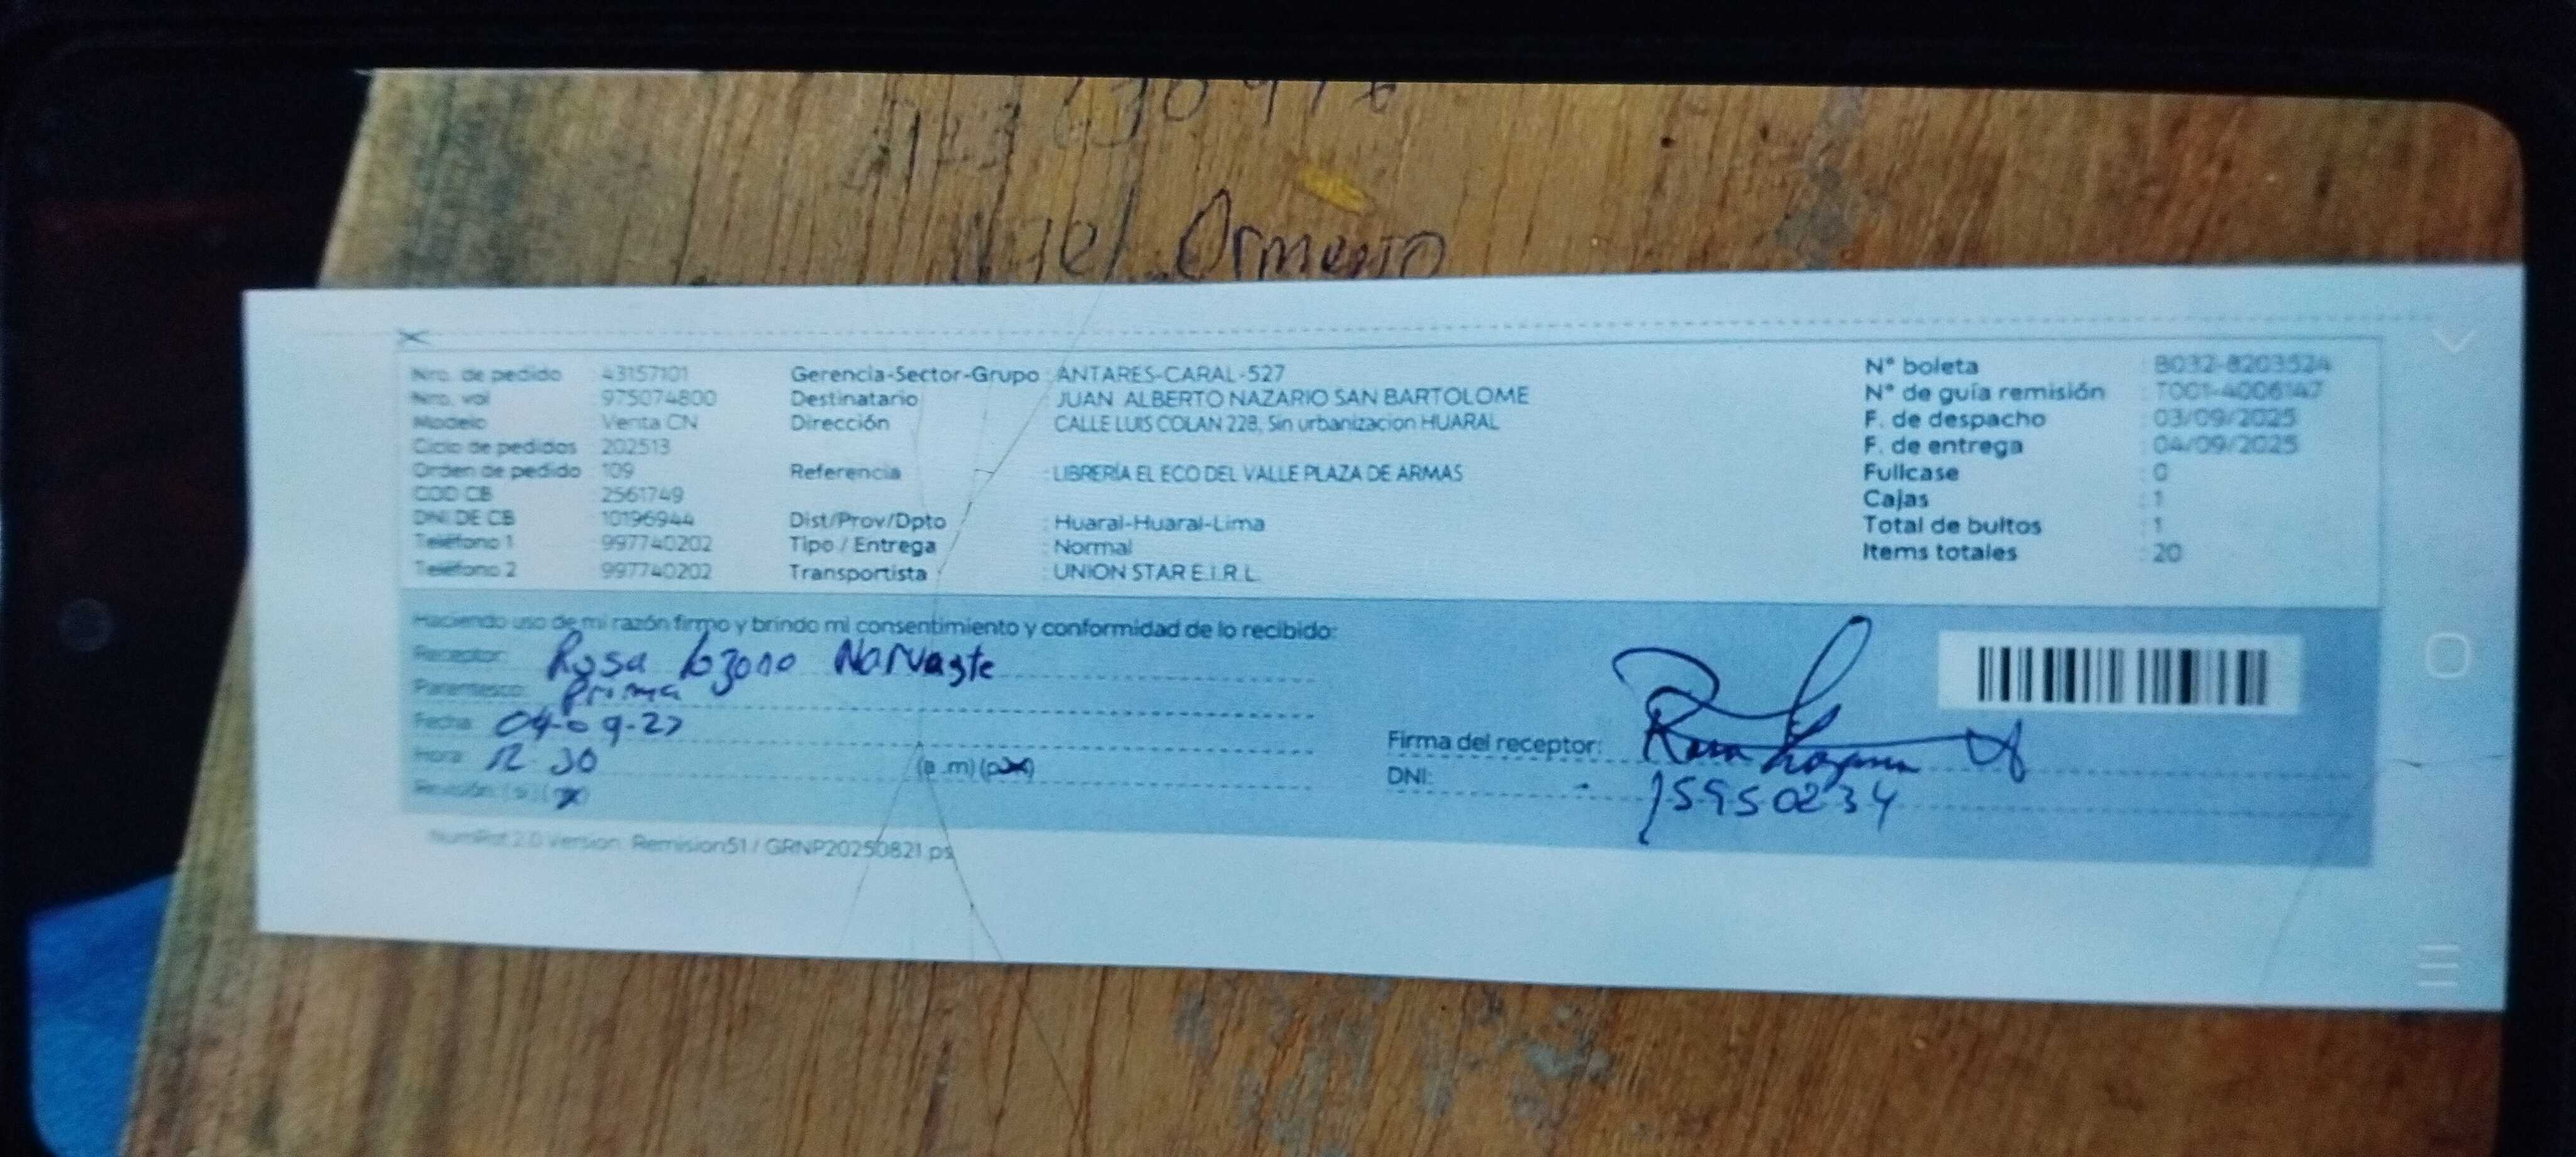 Ormeño
Nro. de pedido 43157101 Gerencia-Sector-Grupo : ANTARES-CARAL-527 N° boleta : B032-8203524
Nro. vol 975074800 Destinatario JUAN ALBERTO NAZARIO SAN BARTOLOME N° de guía remisión : T001-4006147
Modelo Venta CN Dirección CALLE LUIS COLAN 228, Sin urbanizacion HUARAL F. de despacho : 03/09/2025
Ciclo de pedidos 202513 F. de entrega : 04/09/2025
Orden de pedido 109 Referencia : LIBRERÍA EL ECO DEL VALLE PLAZA DE ARMAS Fullcase : 0
COD CB 2561749 Cajas : 1
DNI DE CB 10196944 Dist/Prov/Dpto : Huaral-Huaral-Lima Total de bultos : 1
Teléfono 1 997740202 Tipo / Entrega : Normal Items totales : 20
Teléfono 2 997740202 Transportista : UNION STAR E.I.R.L.
Haciendo uso de mi razón firmo y brindo mi consentimiento y conformidad de lo recibido:
Receptor: Rosa Lozano Narvaste
Parentesco: Prima
Fecha 04-09-25
Hora 12 30 (a .m) (p.m)
Revisión: (si) (no)
Firma del receptor: Rosa Lozano
DNI: 15950234
NumRot 2.0 Version: Remision51 / GRNP20250821.ps